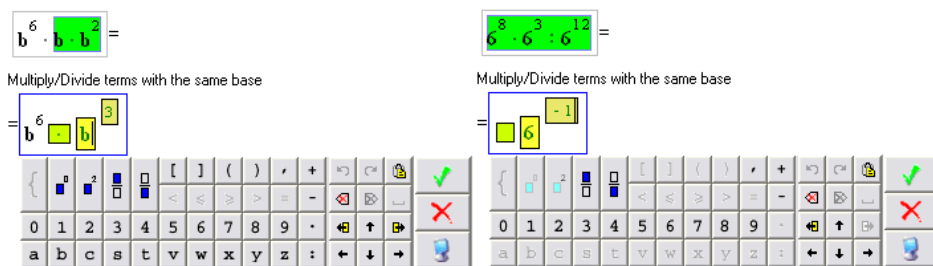 b⁶ · b · b² =
Multiply/Divide terms with the same base
= b⁶ · b³
{ [ ] ( ) , +
< ≤ ≥ > = -
0 1 2 3 4 5 6 7 8 9 · ↑
a b c s t v w x y z : ← ↓ →
6⁸ · 6³ : 6¹² =
Multiply/Divide terms with the same base
= 6⁻¹
{ [ ] ( ) , +
< ≤ ≥ > = -
0 1 2 3 4 5 6 7 8 9 · ↑
a b c s t v w x y z : ← ↓ →